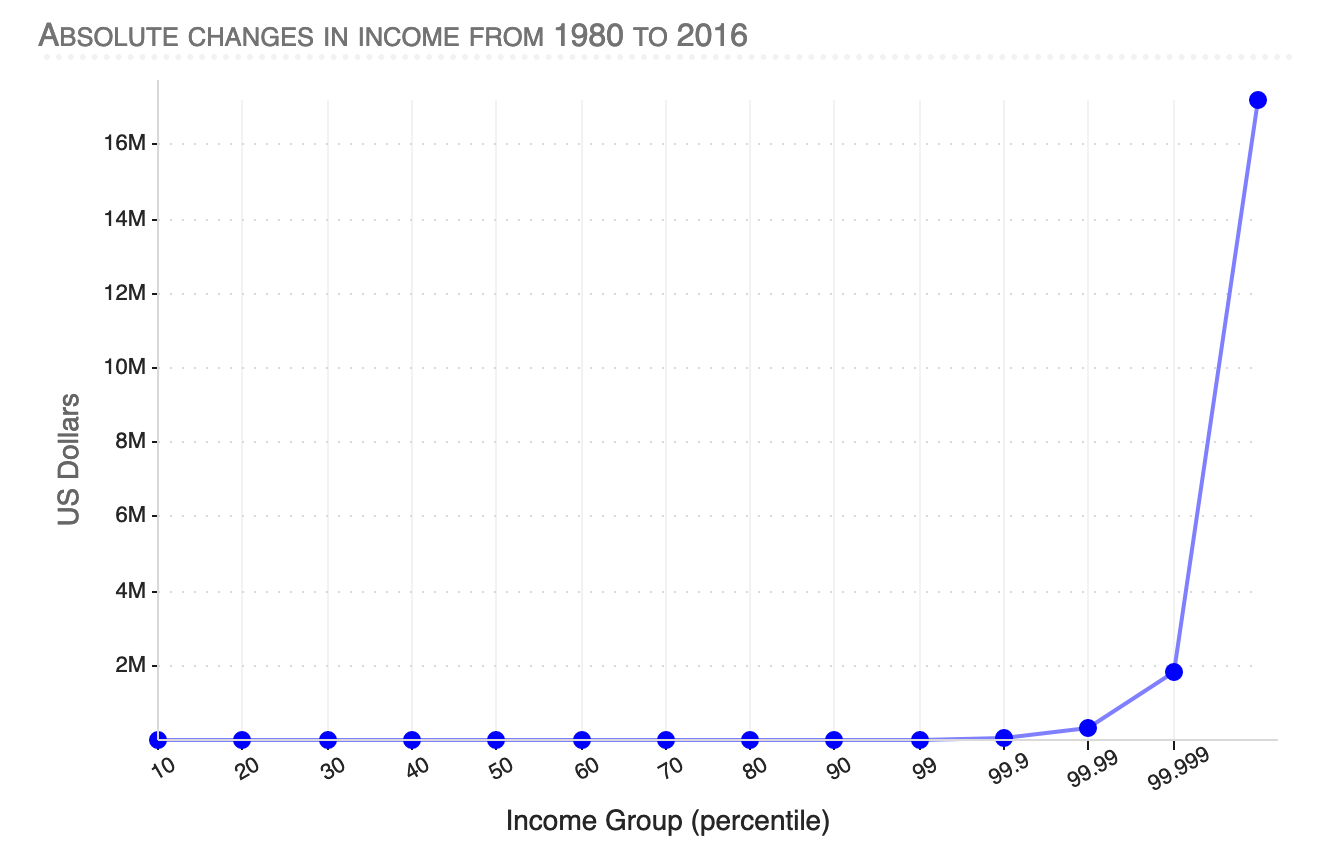 ABSOLUTE CHANGES IN INCOME FROM 1980 TO 2016
16M
14M
12M
10M
8M
6M
4M
2M
US Dollars
10 20 30 40 50 60 70 80 90 99 99.9 99.99 99.999
Income Group (percentile)